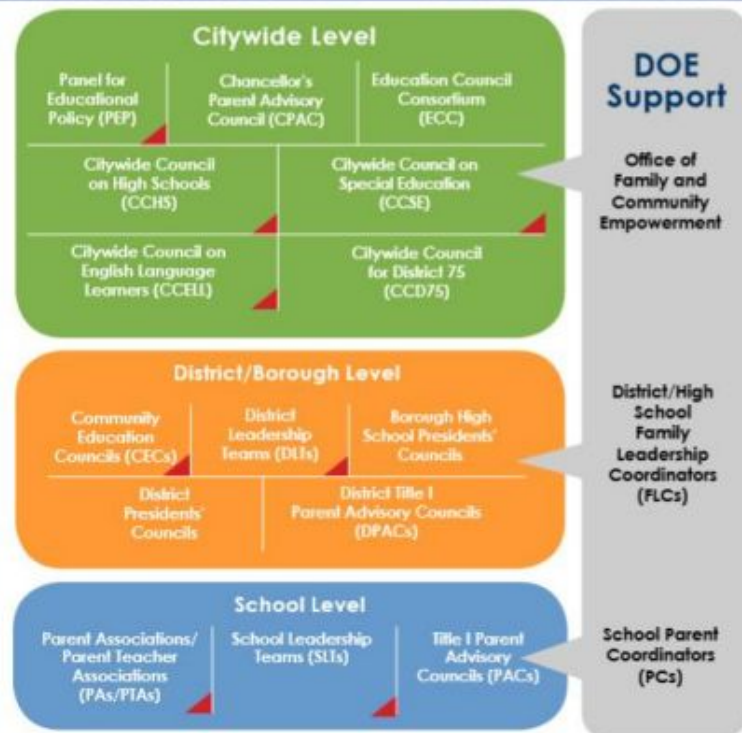 Citywide Level
Panel for
Educational
Policy (PEP)
Chancellor's
Parent Advisory
Council (CPAC)
Education Council
Consortium
(ECC)
Citywide Council
on High Schools
(CCHS)
Citywide Council on
Special Education
(CCSE)
Citywide Council on
English Language
Learners (CCELL)
Citywide Council
for District 75
(CCD75)
District/Borough Level
Community
Education
Councils (CECs)
District
Leadership
Teams (DLTs)
Borough High
School Presidents'
Councils
District
Presidents'
Councils
District Title I
Parent Advisory Councils
(DPACs)
School Level
Parent Associations/
Parent Teacher
Associations
(PAs/PTAs)
School Leadership
Teams (SLTs)
Title I Parent
Advisory
Councils (PACs)
DOE
Support
Office of
Family and
Community
Empowerment
District/High
School
Family
Leadership
Coordinators
(FLCs)
School Parent
Coordinators
(PCs)